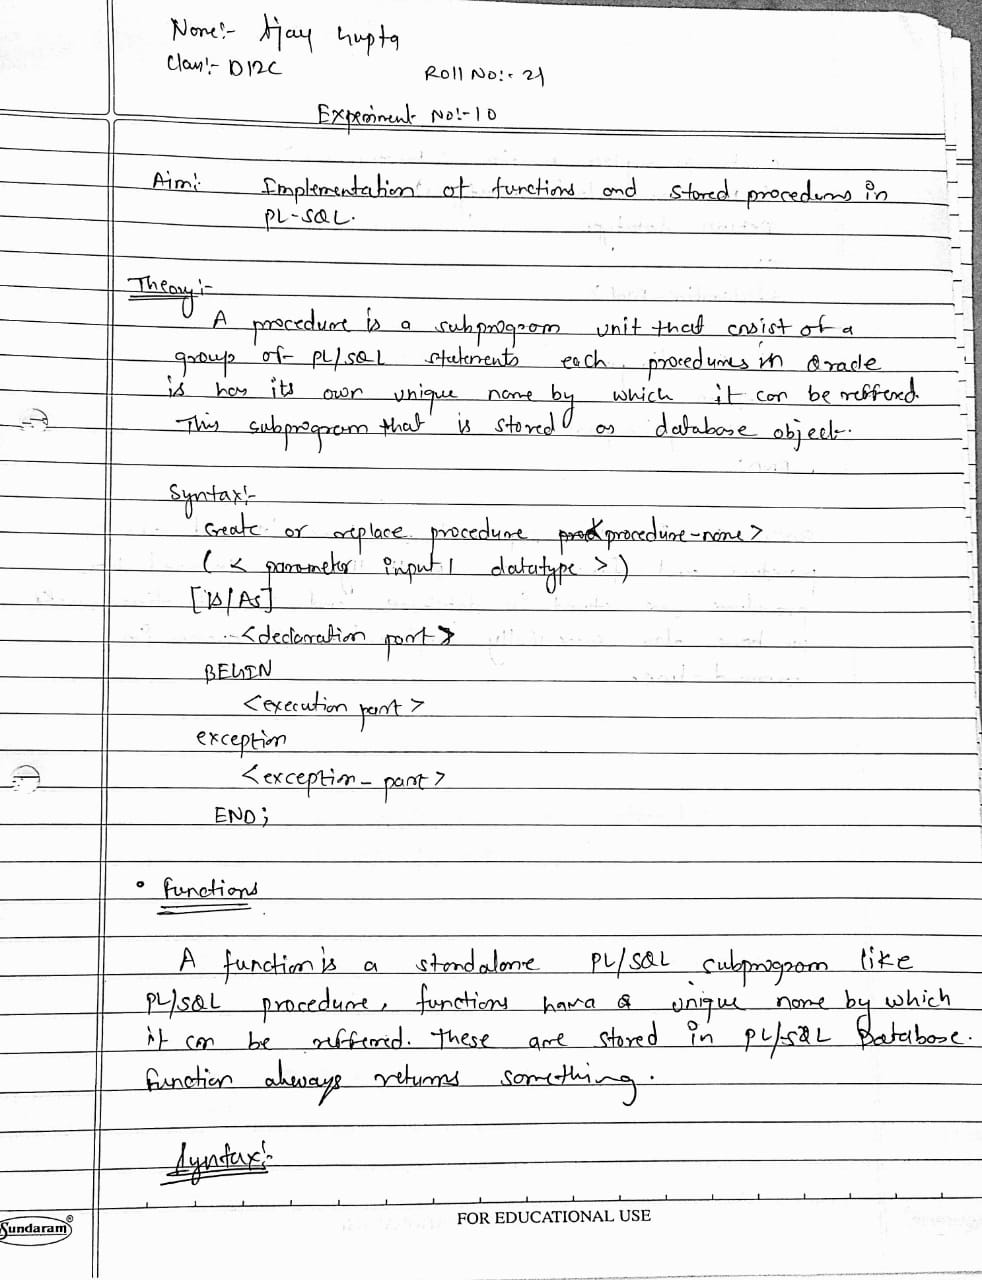 Name:- Ajay Gupta
Class:- D12C
Roll No:- 21
Experiment No:-10
Aim:- Implementation of functions and stored procedures in
PL-SQL.
Theory:-
A procedure is a subprogram unit that cnsist of a
group of PL/SQL statements each procedures in Oracle
is has its own unique name by which it can be reffered.
This subprogram that is stored as database object.
Syntax:-
Create or replace procedure <procedure-name>
( < parameter input 1 datatype > )
[Is/As]
<declaration part>
BEGIN
<execution part>
exception
<exception-part>
END;
• functions
A function is a standalone PL/SQL subprogram like
PL/SQL procedure, functions have a unique name by which
it can be reffered. These are stored in PL/SQL Database.
function always returns something.
Syntax:-
Sundaram®
FOR EDUCATIONAL USE